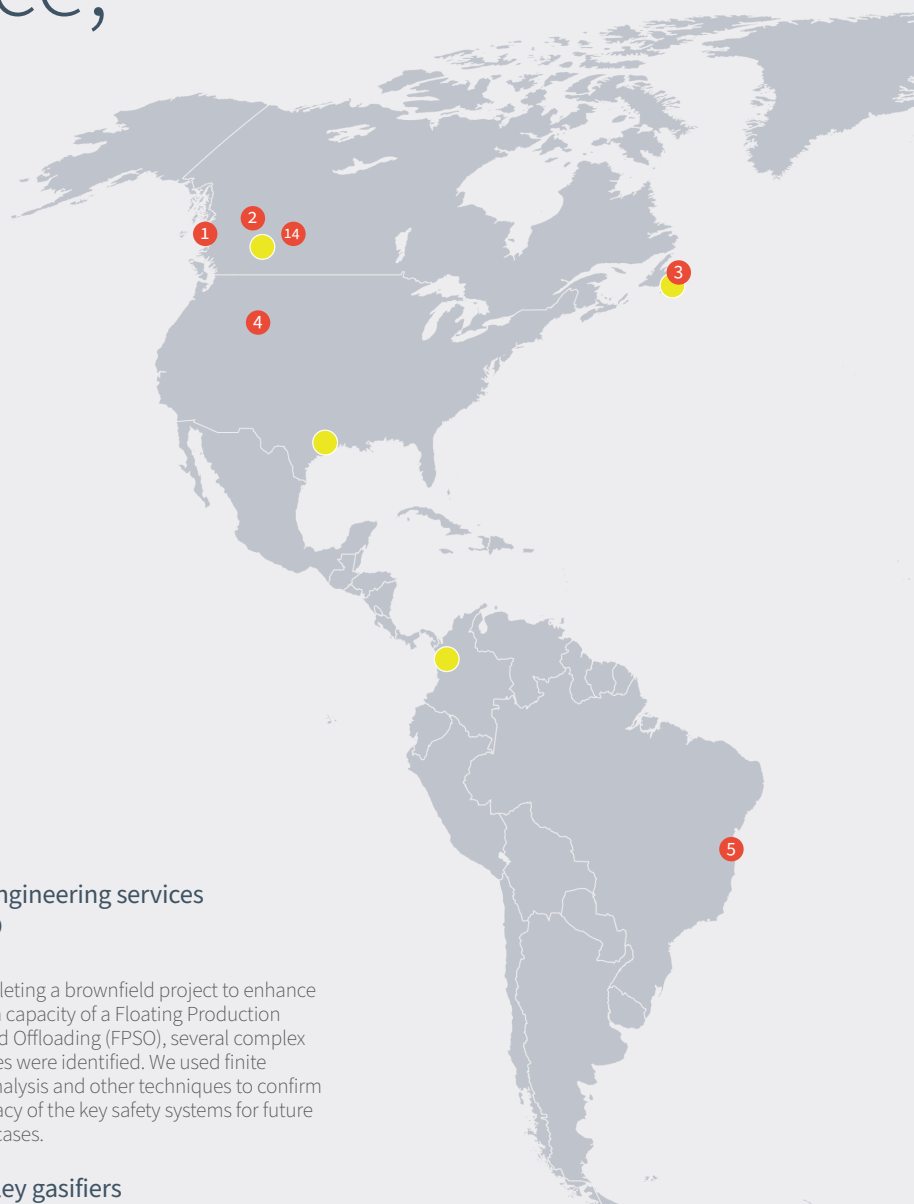 2
1
14
3
4
5
engineering services
leting a brownfield project to enhance
capacity of a Floating Production
d Offloading (FPSO), several complex
es were identified. We used finite
nalysis and other techniques to confirm
acy of the key safety systems for future
cases.
ey gasifiers